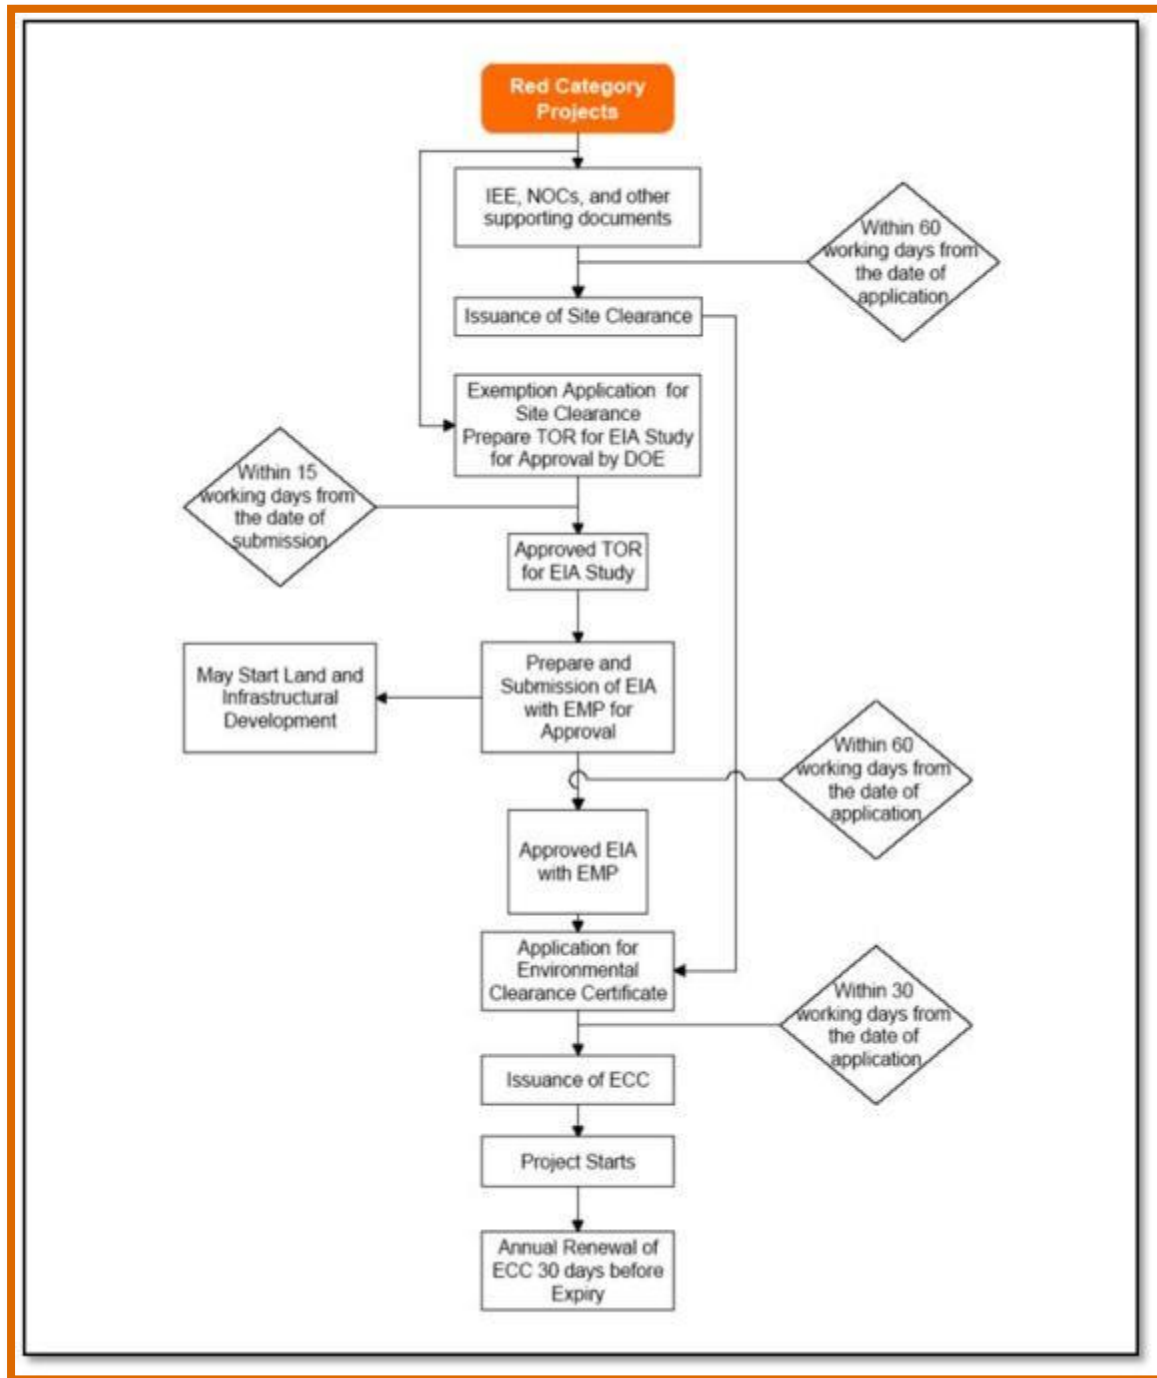 Red Category
Projects
IEE, NOCs, and other
supporting documents
Within 60
working days from
the date of
application
Issuance of Site Clearance
Exemption Application for
Site Clearance
Prepare TOR for EIA Study
for Approval by DOE
Within 15
working days from
the date of
submission
Approved TOR
for EIA Study
May Start Land and
Infrastructural
Development
Prepare and
Submission of EIA
with EMP for
Approval
Within 60
working days from
the date of
application
Approved EIA
with EMP
Application for
Environmental
Clearance Certificate
Within 30
working days from
the date of
application
Issuance of ECC
Project Starts
Annual Renewal of
ECC 30 days before
Expiry